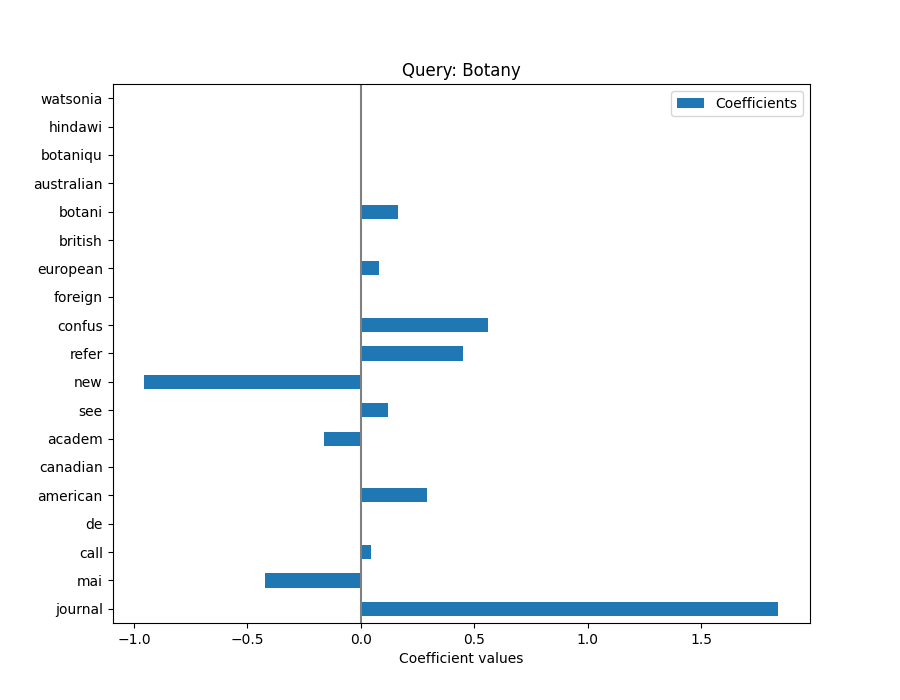 Query: Botany
Coefficients
watsonia
hindawi
botaniqu
australian
botani
british
european
foreign
confus
refer
new
see
academ
canadian
american
de
call
mai
journal
−1.0 −0.5 0.0 0.5 1.0 1.5
Coefficient values